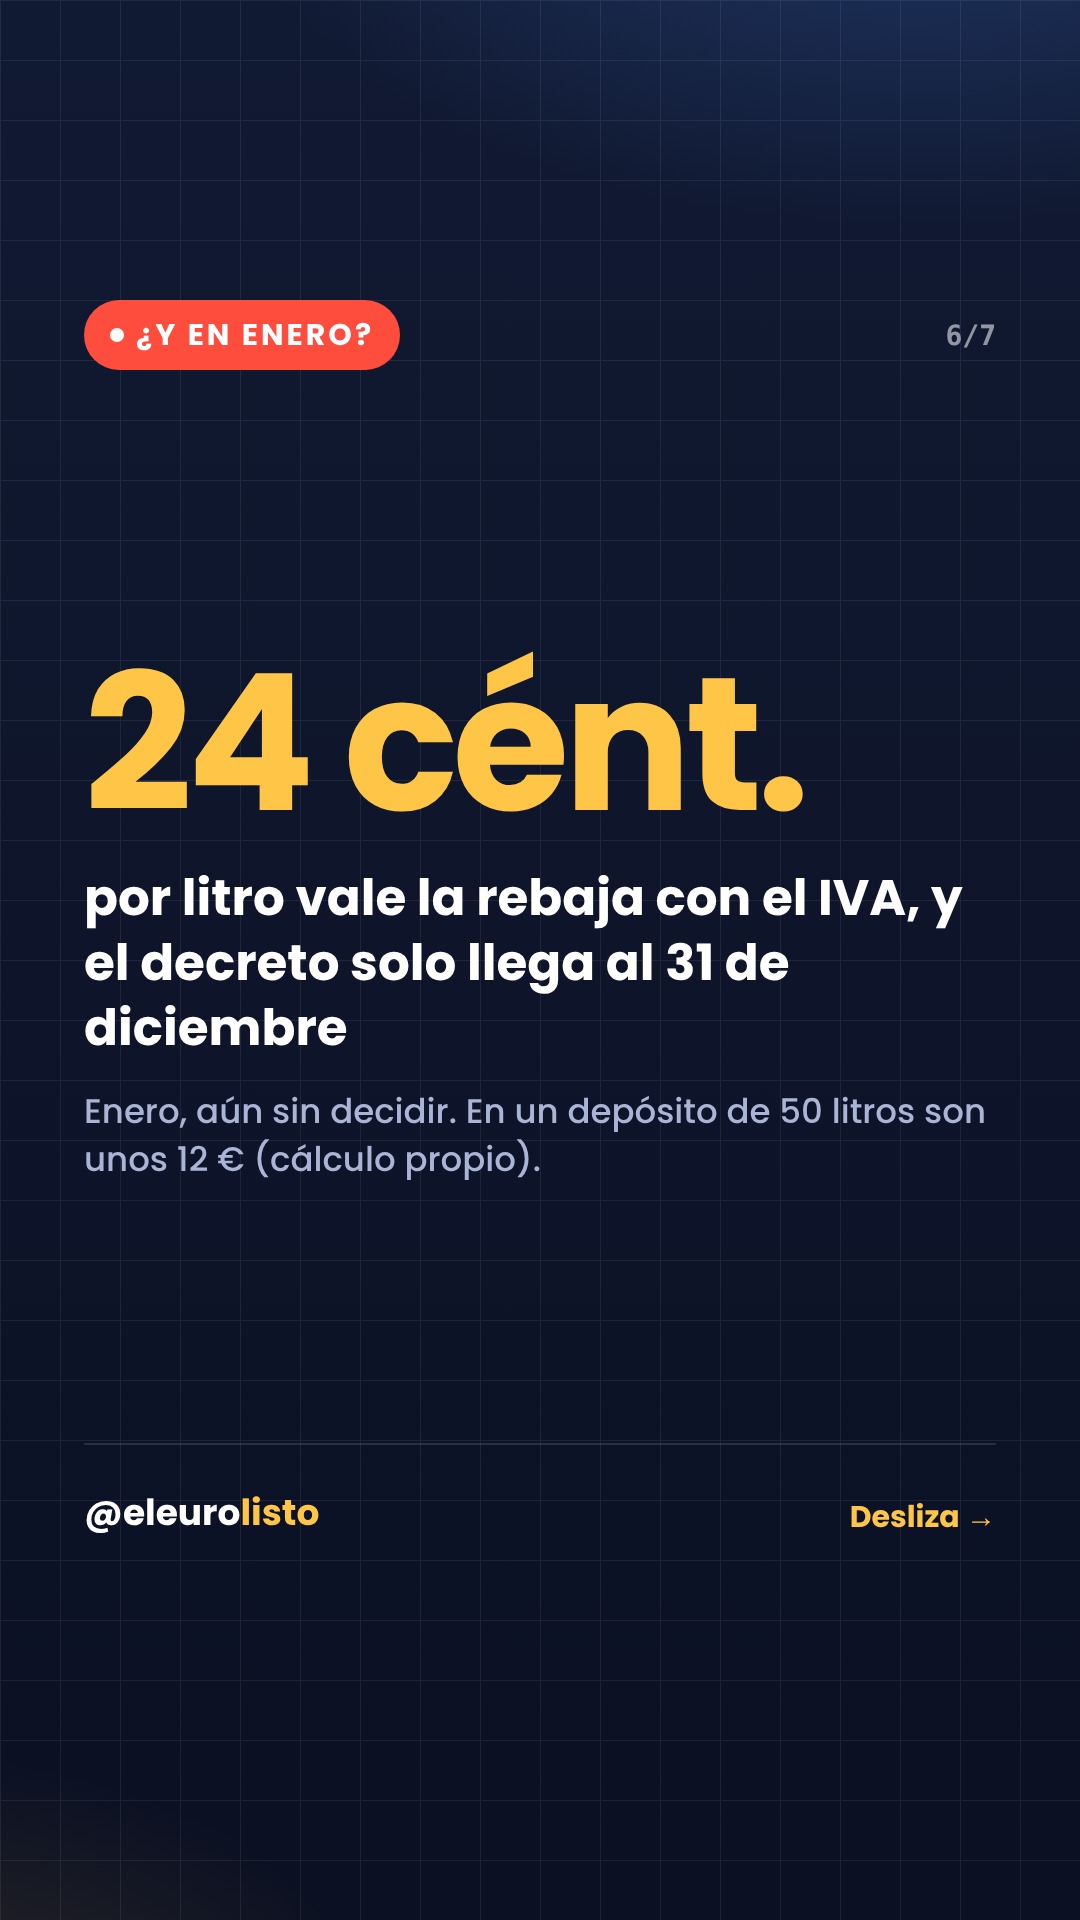 ¿Y EN ENERO?
6/7
24 cént.
por litro vale la rebaja con el IVA, y
el decreto solo llega al 31 de
diciembre
Enero, aún sin decidir. En un depósito de 50 litros son
unos 12 € (cálculo propio).
@eleurolisto
Desliza →